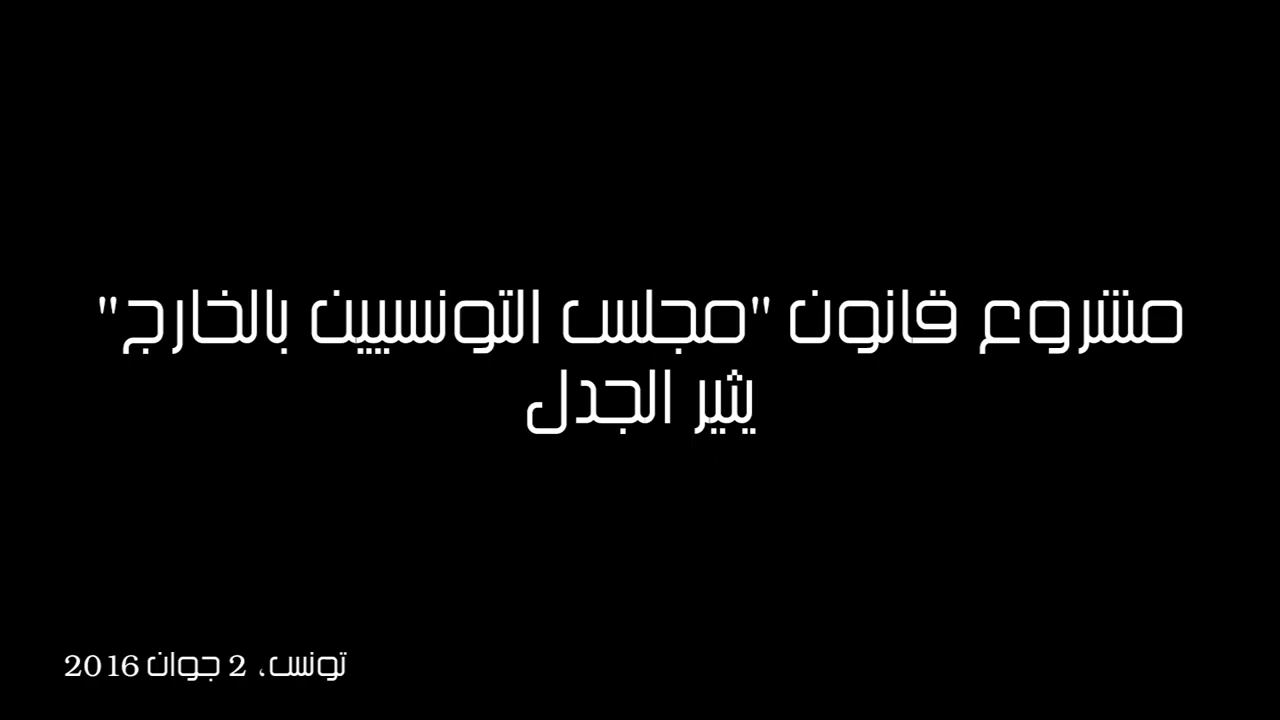 مشروع قانون "مجلس التونسيين بالخارج"
يثير الجدل
تونس، 2 جوان 2016